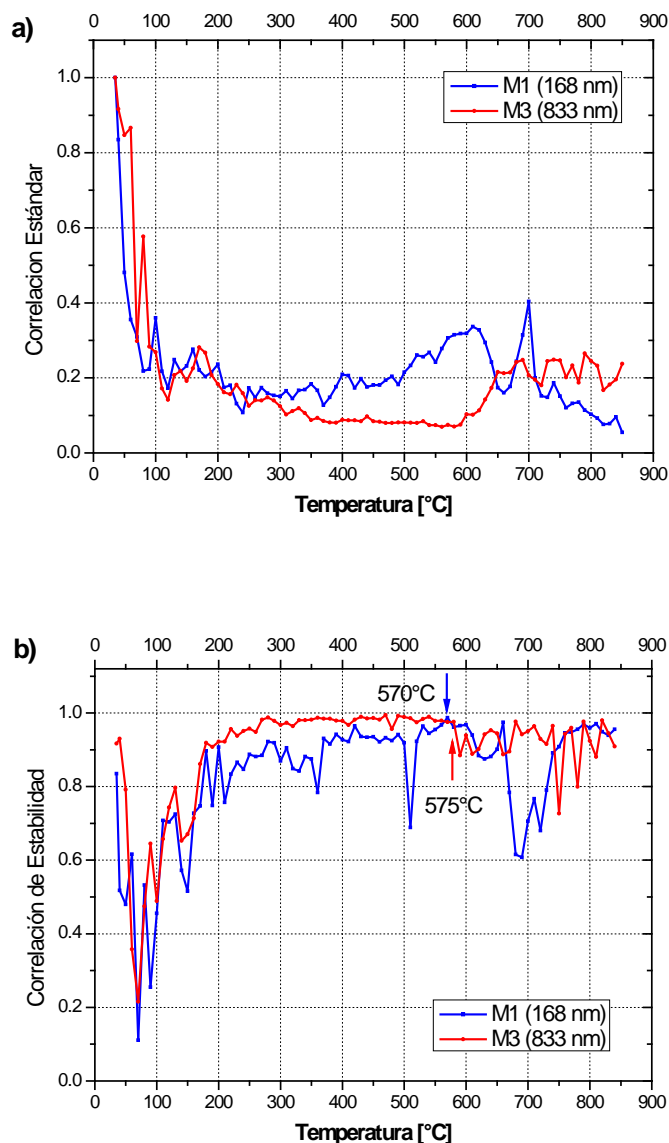 a)
0 100 200 300 400 500 600 700 800 900
1.0
0.8
0.6
0.4
0.2
0.0
Correlacion Estándar
M1 (168 nm)
M3 (833 nm)
0 100 200 300 400 500 600 700 800 900
Temperatura [°C]
b)
0 100 200 300 400 500 600 700 800 900
1.0
0.8
0.6
0.4
0.2
0.0
Correlación de Estabilidad
570°C
575°C
M1 (168 nm)
M3 (833 nm)
0 100 200 300 400 500 600 700 800 900
Temperatura [°C]